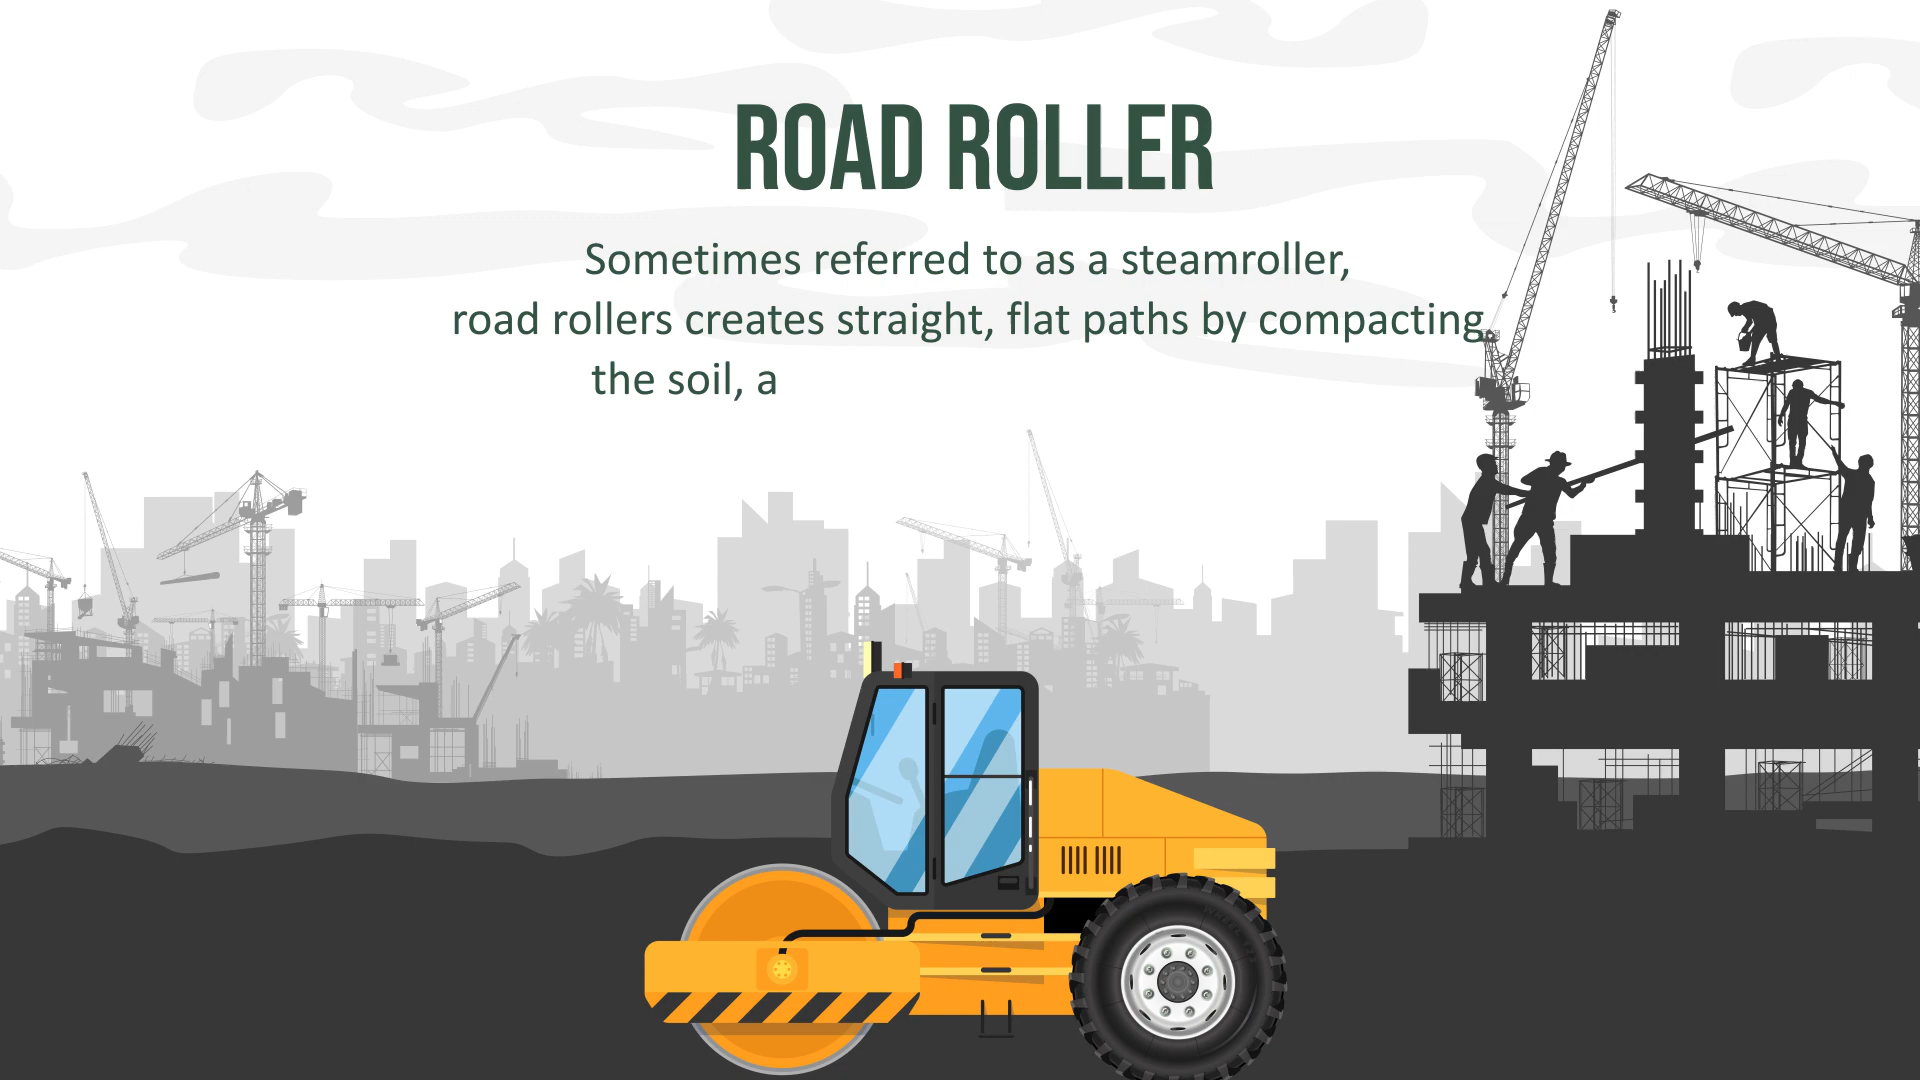 ROAD ROLLER
Sometimes referred to as a steamroller,
road rollers creates straight, flat paths by compacting
the soil, a